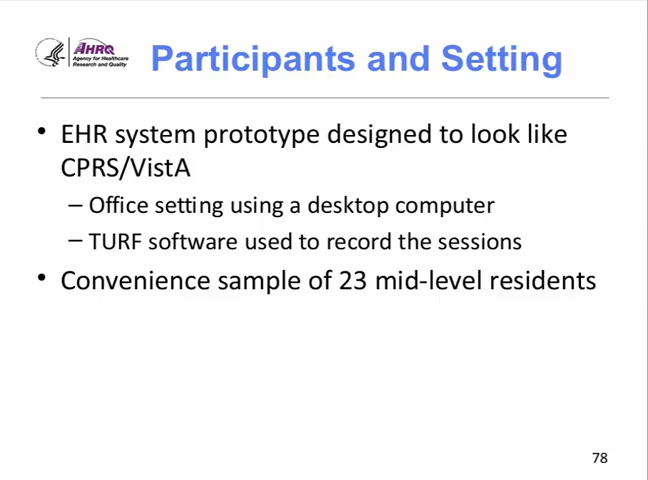 AHRQ
Agency for Healthcare
Research and Quality
Participants and Setting
• EHR system prototype designed to look like
CPRS/VistA
– Office setting using a desktop computer
– TURF software used to record the sessions
• Convenience sample of 23 mid-level residents
78